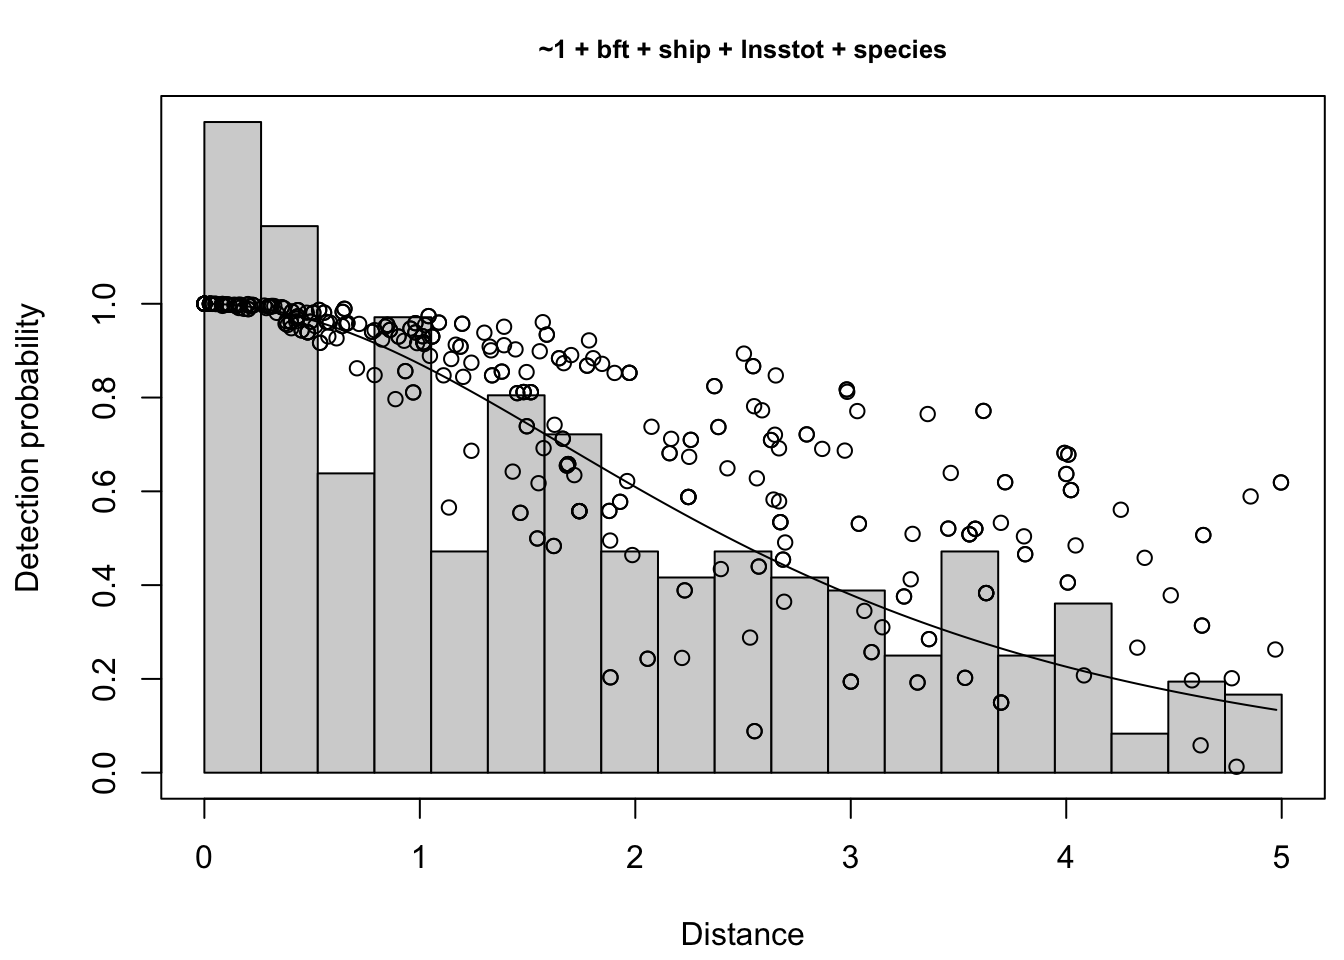 ~1 + bft + ship + lnsstot + species
Detection probability
1.0
0.8
0.6
0.4
0.2
0.0
0 1 2 3 4 5
Distance